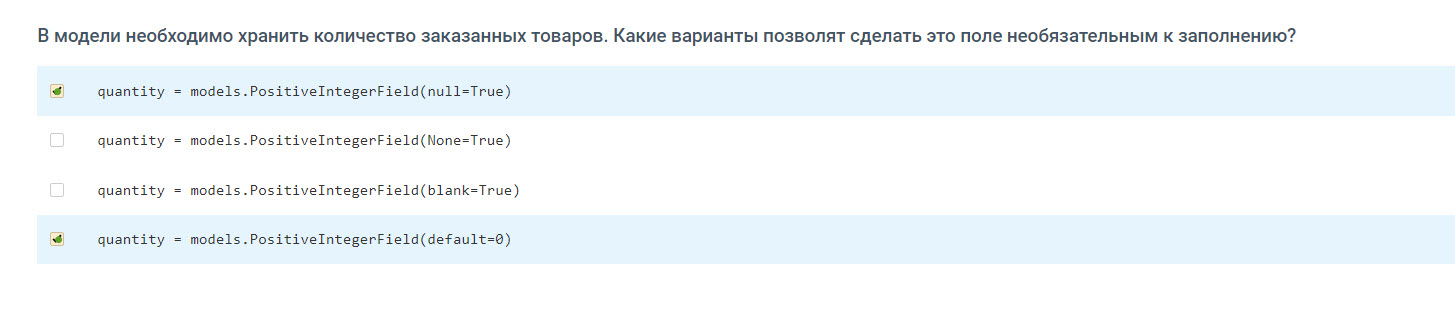 В модели необходимо хранить количество заказанных товаров. Какие варианты позволят сделать это поле необязательным к заполнению?
quantity = models.PositiveIntegerField(null=True)
quantity = models.PositiveIntegerField(None=True)
quantity = models.PositiveIntegerField(blank=True)
quantity = models.PositiveIntegerField(default=0)